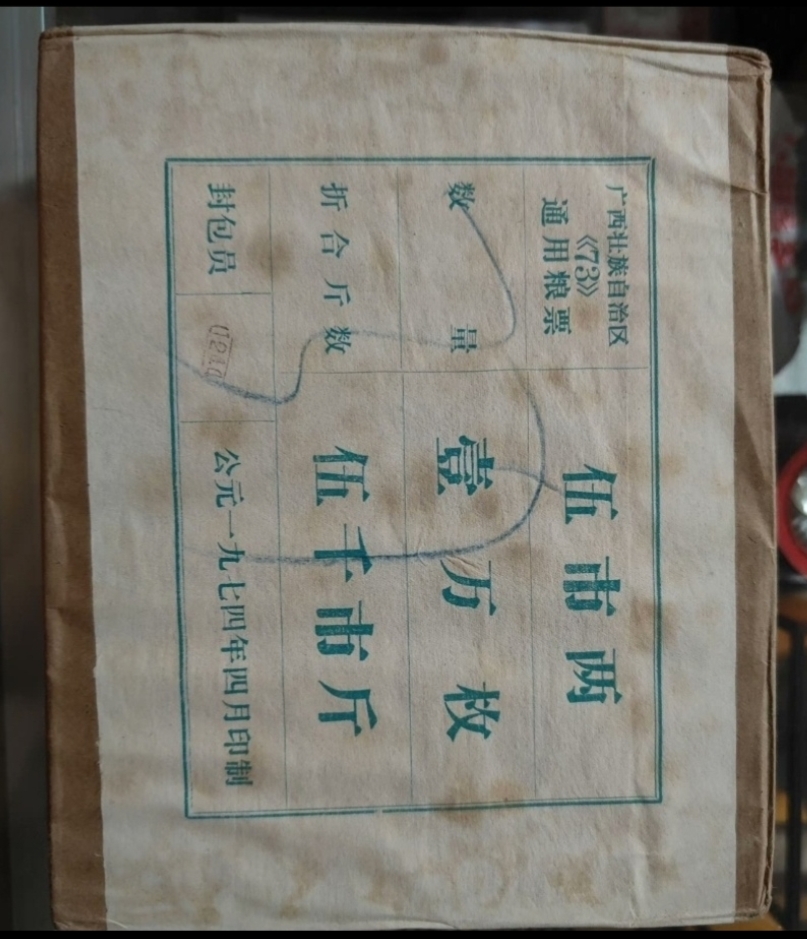 广西壮族自治区
《73》
通用粮票
伍市两
数量
壹万枚
折合斤数
伍千市斤
封包员
公元一九七四年四月印制